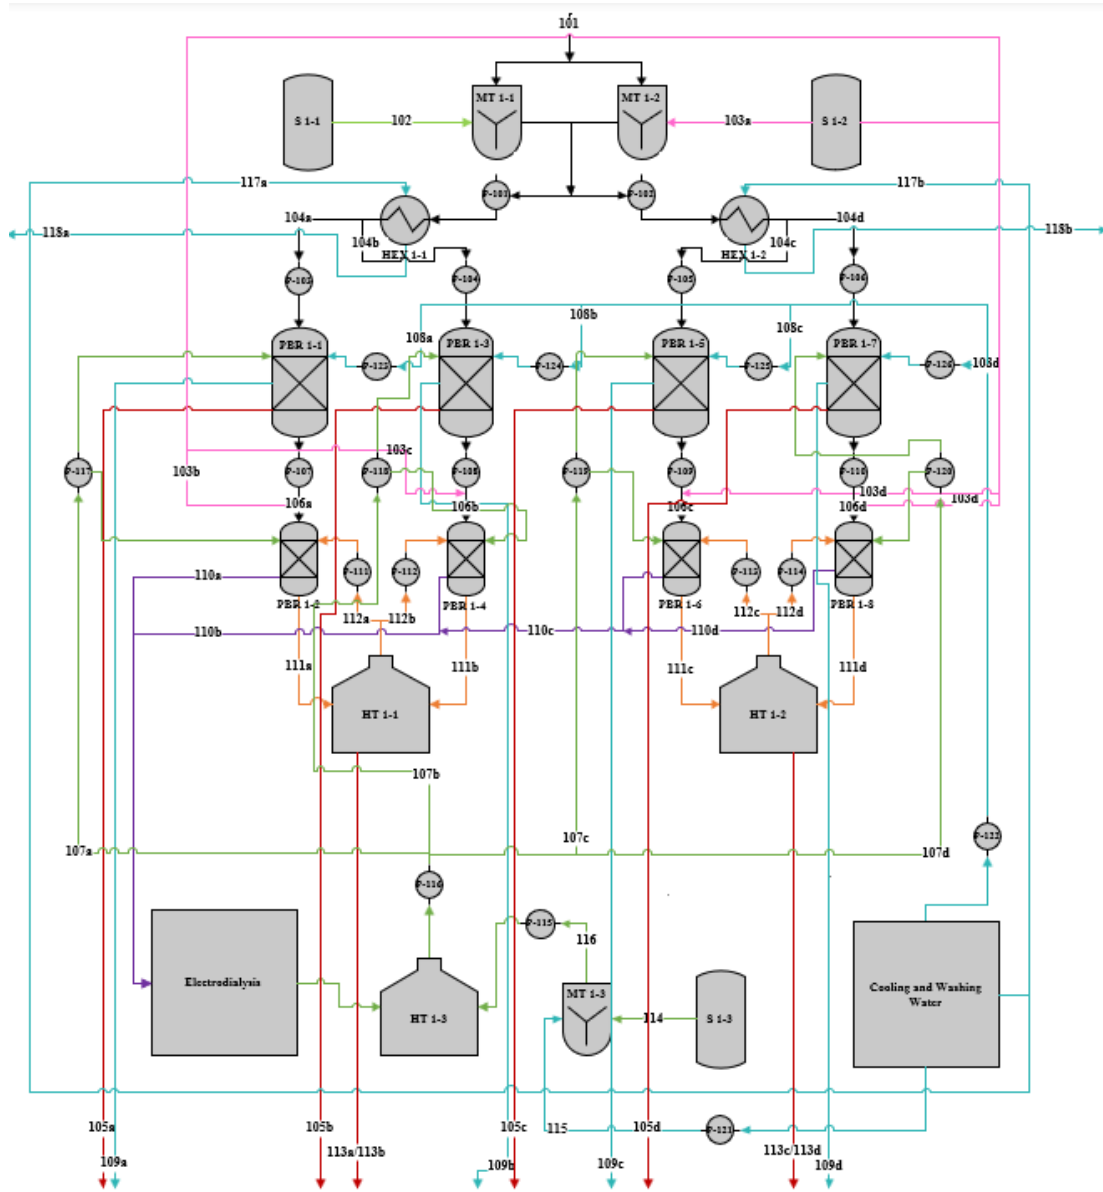 101
S 1-1
102
MT 1-1
MT 1-2
103a
S 1-2
117a
P-101
P-102
117b
118a
104a
104b
HEX 1-1
104c
HEX 1-2
104d
118b
P-103
P-104
P-105
P-106
108a
108b
108c
PBR 1-1
PBR 1-3
PBR 1-5
PBR 1-7
P-123
P-124
P-125
P-126
108d
103b
103c
P-117
P-107
P-118
P-108
P-119
P-109
P-110
P-120
103d
103d
106a
106b
106c
106d
110a
P-111
P-112
P-113
P-114
PBR 1-2
PBR 1-4
PBR 1-6
PBR 1-8
112a
112b
112c
112d
110b
110c
110d
111a
111b
111c
111d
HT 1-1
HT 1-2
107b
107a
107c
107d
P-122
P-116
P-115
116
Electrodialysis
HT 1-3
MT 1-3
114
S 1-3
Cooling and Washing
Water
105a
109a
105b
113a/113b
109b
105c
115
109c
105d
P-121
113c/113d
109d